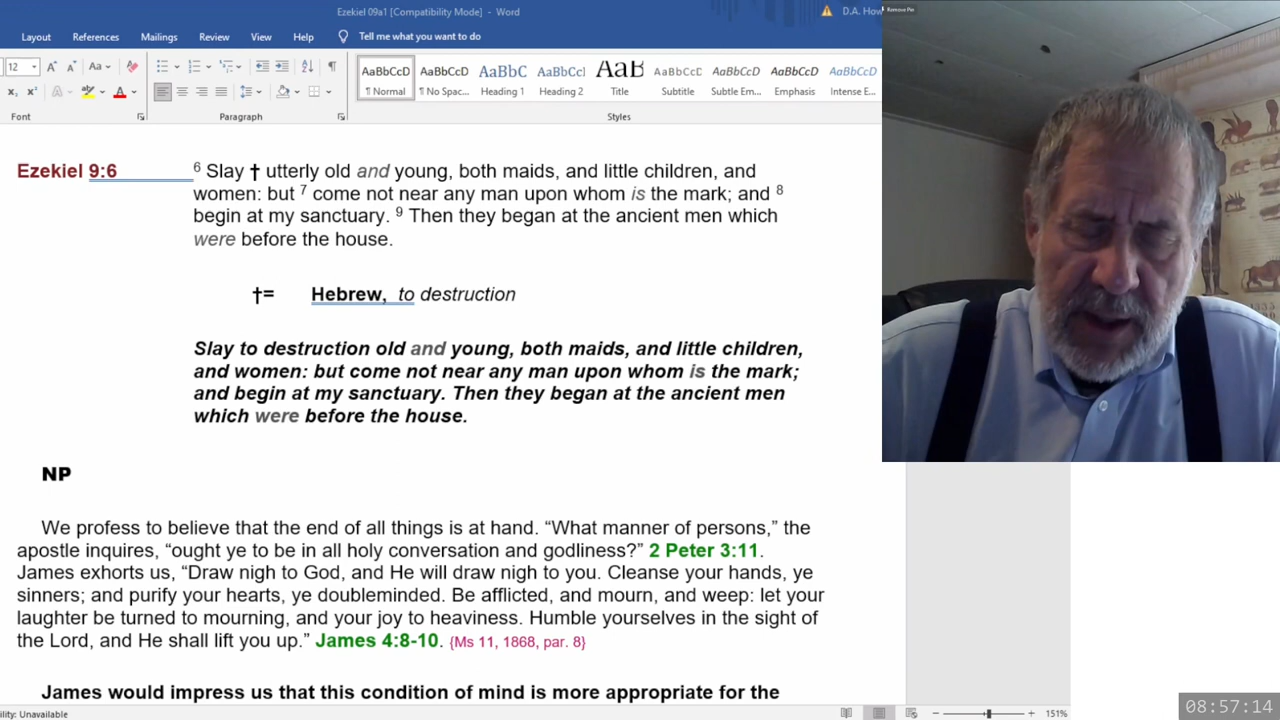 Ezekiel 09a1 [Compatibility Mode] - Word
D.A. How
Remove Pin
Layout References Mailings Review View Help Tell me what you want to do
12 Aa
AaBbCcD AaBbCcD AaBbC AaBbCcI AaB AaBbCcD AaBbCcD AaBbCcD AaBbCcD
¶ Normal ¶ No Spac... Heading 1 Heading 2 Title Subtitle Subtle Em... Emphasis Intense E...
Font Paragraph Styles
Ezekiel 9:6 6 Slay † utterly old and young, both maids, and little children, and
women: but 7 come not near any man upon whom is the mark; and 8
begin at my sanctuary. 9 Then they began at the ancient men which
were before the house.
†= Hebrew, to destruction
Slay to destruction old and young, both maids, and little children,
and women: but come not near any man upon whom is the mark;
and begin at my sanctuary. Then they began at the ancient men
which were before the house.
NP
We profess to believe that the end of all things is at hand. “What manner of persons,” the
apostle inquires, “ought ye to be in all holy conversation and godliness?” 2 Peter 3:11.
James exhorts us, “Draw nigh to God, and He will draw nigh to you. Cleanse your hands, ye
sinners; and purify your hearts, ye doubleminded. Be afflicted, and mourn, and weep: let your
laughter be turned to mourning, and your joy to heaviness. Humble yourselves in the sight of
the Lord, and He shall lift you up.” James 4:8-10. {Ms 11, 1868, par. 8}
James would impress us that this condition of mind is more appropriate for the
ility: Unavailable
151%
08:57:14